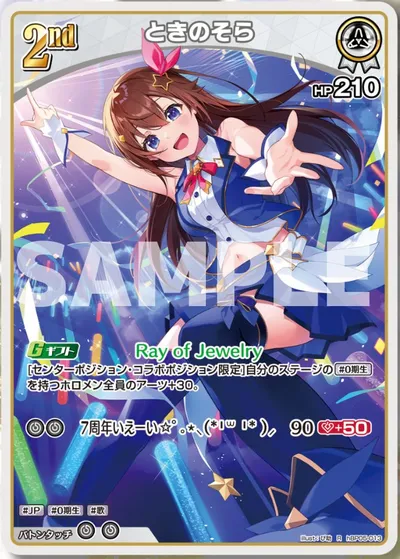 2nd
ときのそら
HP210
SAMPLE
ギフト Ray of Jewelry
[センターポジション・コラボポジション限定]自分のステージの #0期生
を持つホロメン全員のアーツ+30。
7周年いえーい☆ﾟ｡⋆⸜(*ˡᵕˡ*)⸝ 90 +50
#JP #0期生 #歌
バトンタッチ
R